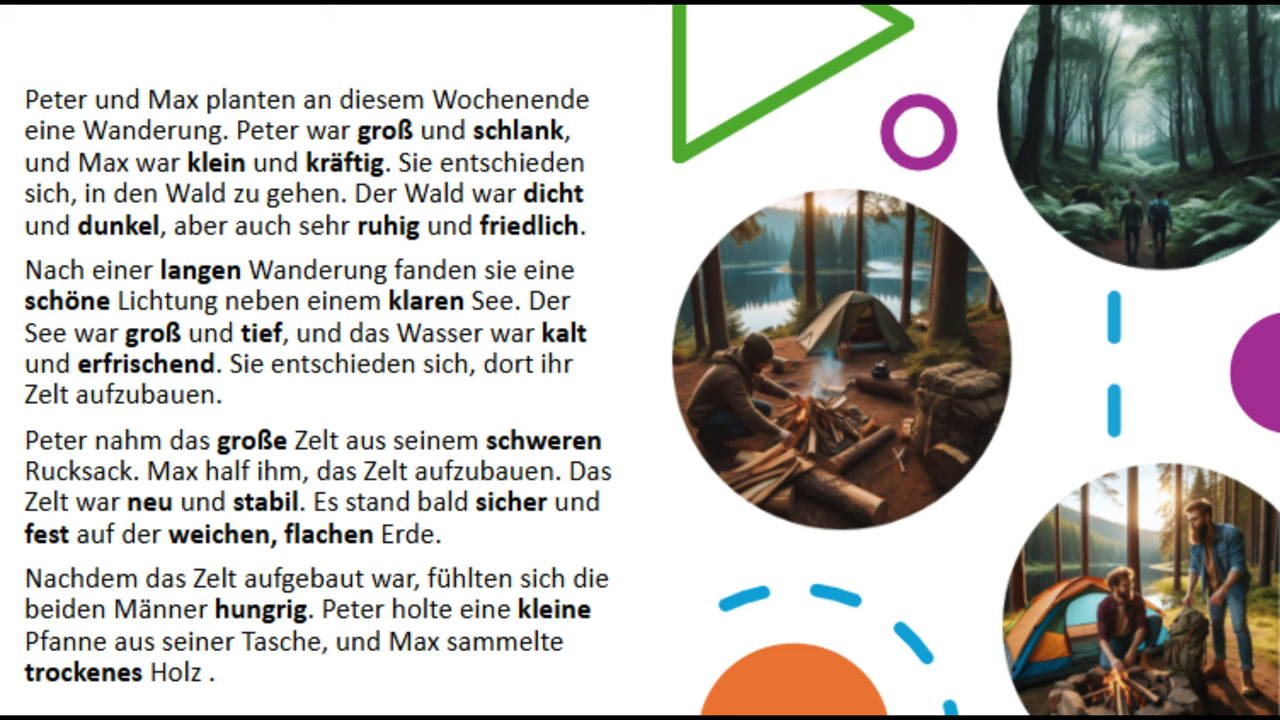 Peter und Max planten an diesem Wochenende
eine Wanderung. Peter war groß und schlank,
und Max war klein und kräftig. Sie entschieden
sich, in den Wald zu gehen. Der Wald war dicht
und dunkel, aber auch sehr ruhig und friedlich.
Nach einer langen Wanderung fanden sie eine
schöne Lichtung neben einem klaren See. Der
See war groß und tief, und das Wasser war kalt
und erfrischend. Sie entschieden sich, dort ihr
Zelt aufzubauen.
Peter nahm das große Zelt aus seinem schweren
Rucksack. Max half ihm, das Zelt aufzubauen. Das
Zelt war neu und stabil. Es stand bald sicher und
fest auf der weichen, flachen Erde.
Nachdem das Zelt aufgebaut war, fühlten sich die
beiden Männer hungrig. Peter holte eine kleine
Pfanne aus seiner Tasche, und Max sammelte
trockenes Holz .